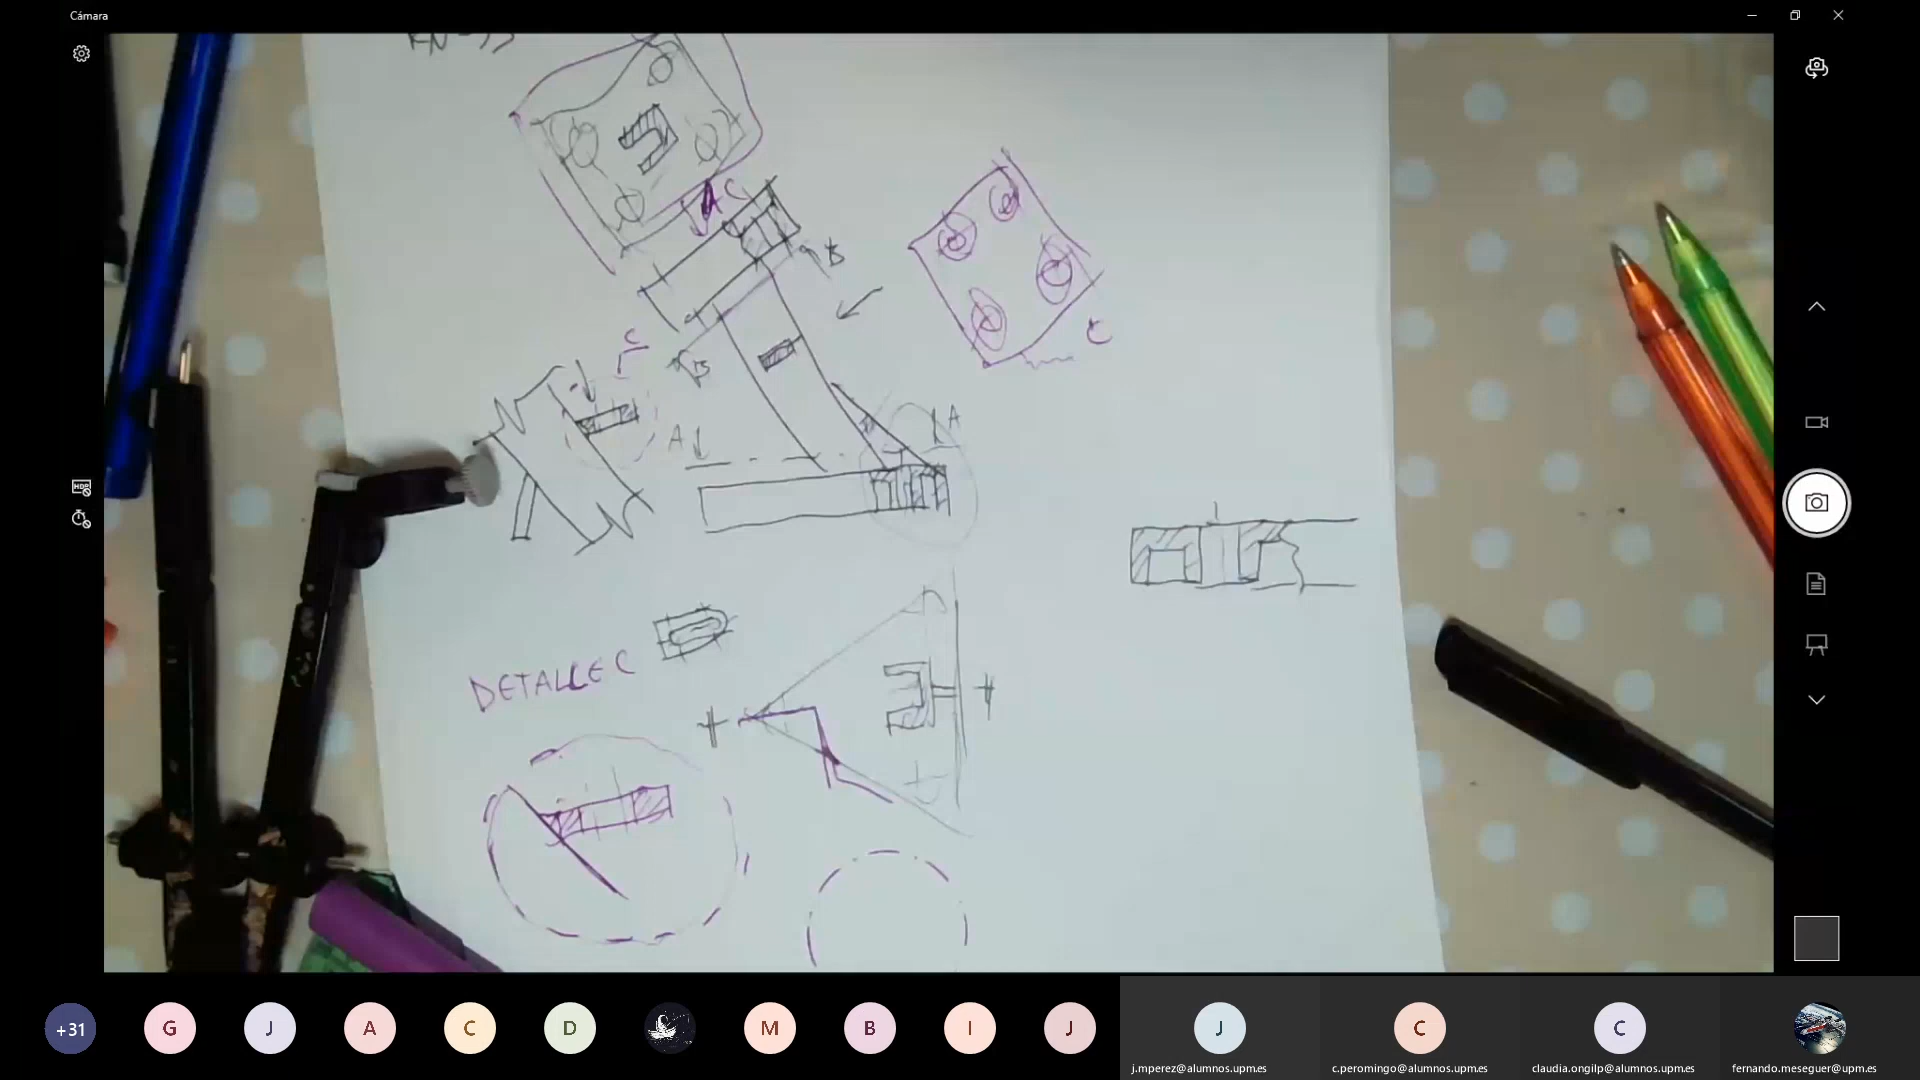 Cámara
C
B
C
B
A
A
C
DETALLE C
HDR
+31
G
J
A
C
D
M
B
I
J
J
C
C
j.mperez@alumnos.upm.es
c.peromingo@alumnos.upm.es
claudia.ongilp@alumnos.upm.es
fernando.meseguer@upm.es